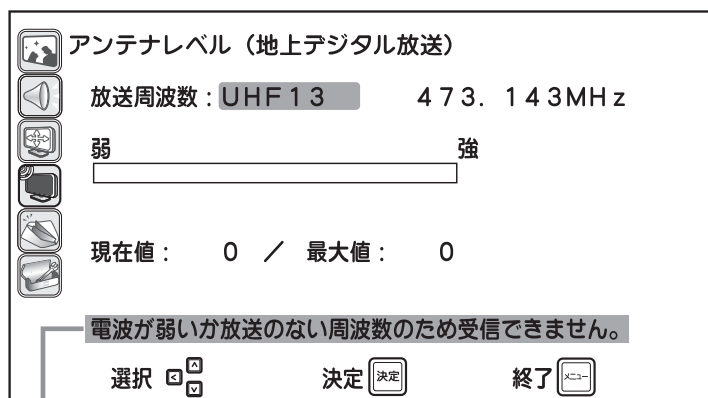 アンテナレベル（地上デジタル放送）
放送周波数：UHF13　473.143MHz
弱　強
現在値：　0　／　最大値：　0
電波が弱いか放送のない周波数のため受信できません。
選択　決定　決定　終了　メニュー